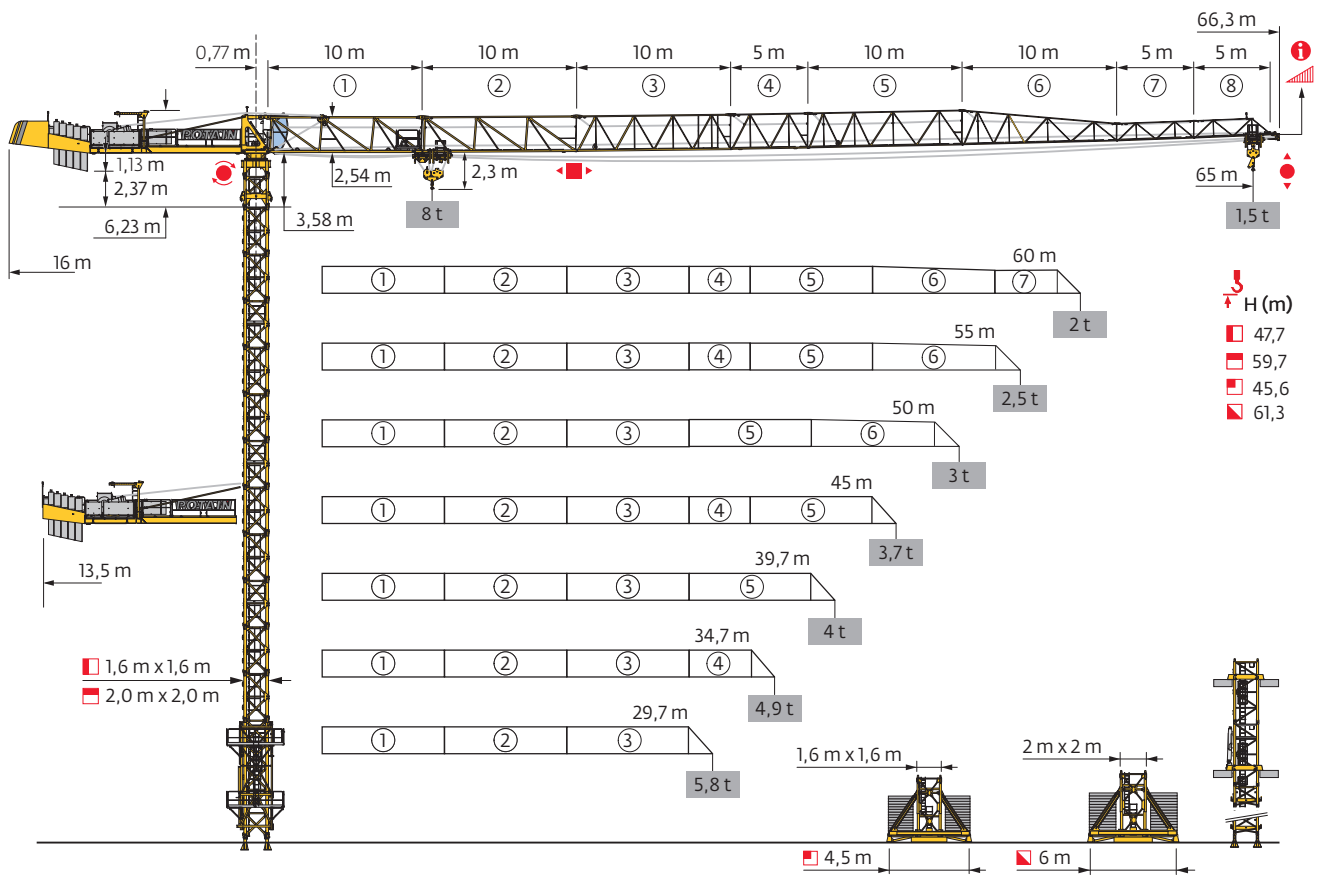 66,3 m
0,77 m 10 m 10 m 10 m 5 m 10 m 10 m 5 m 5 m
① ② ③ ④ ⑤ ⑥ ⑦ ⑧
POTAIN
1,13 m
2,37 m
6,23 m
16 m
2,54 m
3,58 m
2,3 m
8 t
65 m
1,5 t
60 m
① ② ③ ④ ⑤ ⑥ ⑦
2 t
55 m
① ② ③ ④ ⑤ ⑥
2,5 t
50 m
① ② ③ ⑤ ⑥
3 t
45 m
① ② ③ ④ ⑤
3,7 t
39,7 m
① ② ③ ⑤
4 t
34,7 m
① ② ③ ④
4,9 t
29,7 m
① ② ③
5,8 t
H (m)
47,7
59,7
45,6
61,3
POTAIN
13,5 m
1,6 m x 1,6 m
2,0 m x 2,0 m
1,6 m x 1,6 m
4,5 m
2 m x 2 m
6 m